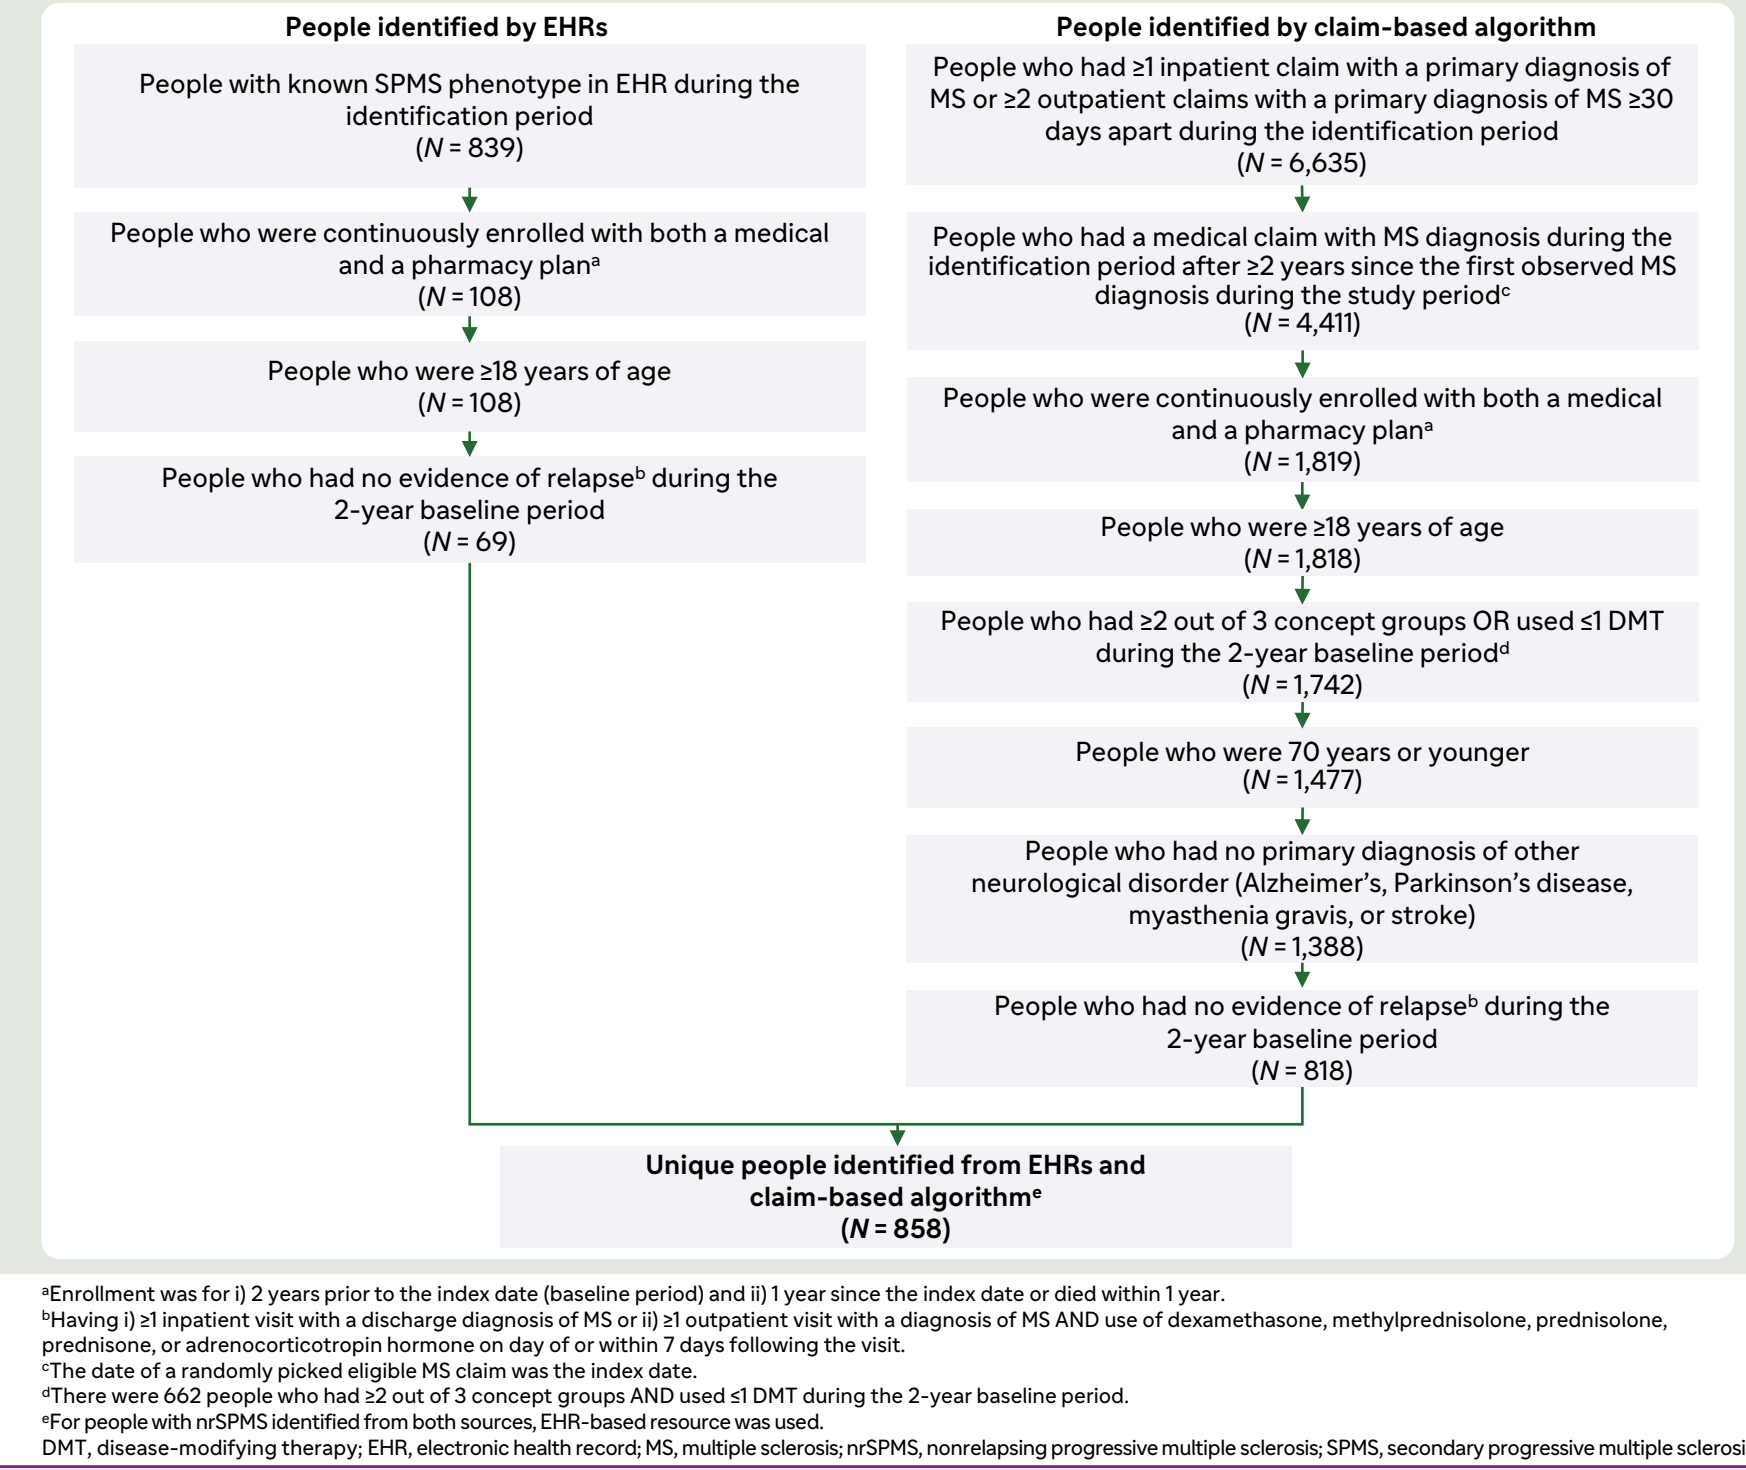 People identified by EHRs
People with known SPMS phenotype in EHR during the
identification period
(N = 839)
People who were continuously enrolled with both a medical
and a pharmacy planᵃ
(N = 108)
People who were ≥18 years of age
(N = 108)
People who had no evidence of relapseᵇ during the
2-year baseline period
(N = 69)
People identified by claim-based algorithm
People who had ≥1 inpatient claim with a primary diagnosis of
MS or ≥2 outpatient claims with a primary diagnosis of MS ≥30
days apart during the identification period
(N = 6,635)
People who had a medical claim with MS diagnosis during the
identification period after ≥2 years since the first observed MS
diagnosis during the study periodᶜ
(N = 4,411)
People who were continuously enrolled with both a medical
and a pharmacy planᵃ
(N = 1,819)
People who were ≥18 years of age
(N = 1,818)
People who had ≥2 out of 3 concept groups OR used ≤1 DMT
during the 2-year baseline periodᵈ
(N = 1,742)
People who were 70 years or younger
(N = 1,477)
People who had no primary diagnosis of other
neurological disorder (Alzheimer’s, Parkinson’s disease,
myasthenia gravis, or stroke)
(N = 1,388)
People who had no evidence of relapseᵇ during the
2-year baseline period
(N = 818)
Unique people identified from EHRs and
claim-based algorithmᵉ
(N = 858)
ᵃEnrollment was for i) 2 years prior to the index date (baseline period) and ii) 1 year since the index date or died within 1 year.
ᵇHaving i) ≥1 inpatient visit with a discharge diagnosis of MS or ii) ≥1 outpatient visit with a diagnosis of MS AND use of dexamethasone, methylprednisolone, prednisolone,
prednisone, or adrenocorticotropin hormone on day of or within 7 days following the visit.
ᶜThe date of a randomly picked eligible MS claim was the index date.
ᵈThere were 662 people who had ≥2 out of 3 concept groups AND used ≤1 DMT during the 2-year baseline period.
ᵉFor people with nrSPMS identified from both sources, EHR-based resource was used.
DMT, disease-modifying therapy; EHR, electronic health record; MS, multiple sclerosis; nrSPMS, nonrelapsing progressive multiple sclerosis; SPMS, secondary progressive multiple sclerosi